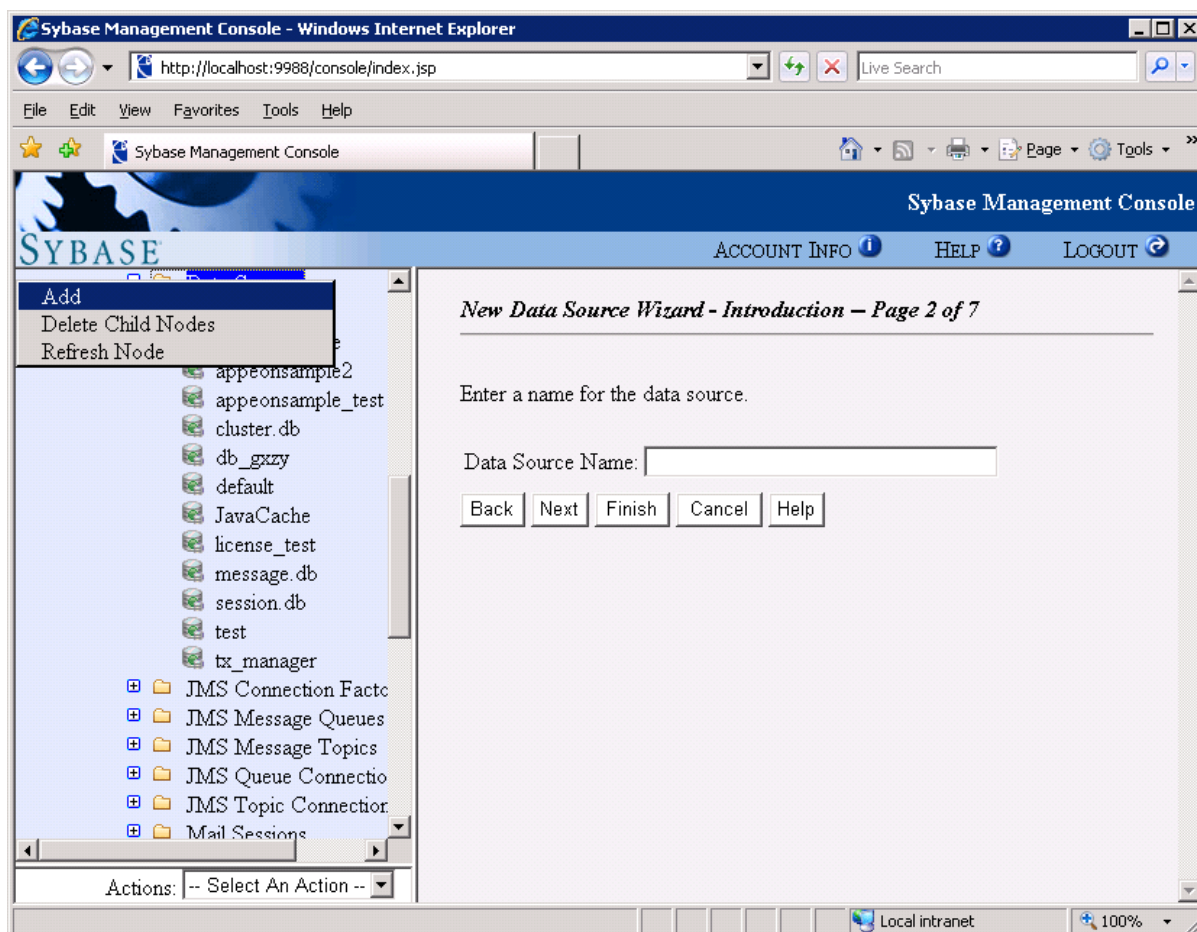 Sybase Management Console - Windows Internet Explorer
http://localhost:9988/console/index.jsp
Live Search
File Edit View Favorites Tools Help
Sybase Management Console
Page Tools »
Sybase Management Console
SYBASE
ACCOUNT INFO HELP LOGOUT
Add
Delete Child Nodes
Refresh Node
appeonsample2
appeonsample_test
cluster.db
db_gxzy
default
JavaCache
license_test
message.db
session.db
test
tx_manager
JMS Connection Facto
JMS Message Queues
JMS Message Topics
JMS Queue Connectio
JMS Topic Connection
Mail Sessions
Actions: -- Select An Action --
New Data Source Wizard - Introduction -- Page 2 of 7
Enter a name for the data source.
Data Source Name:
Back Next Finish Cancel Help
Local intranet
100%